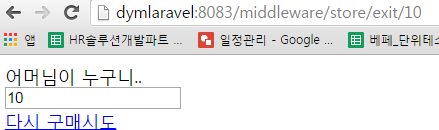 dymlaravel:8083/middleware/store/exit/10
앱 HR솔루션개발파트 일정관리 - Google ... 베페_단위테스
어머님이 누구니..
10
다시 구매시도